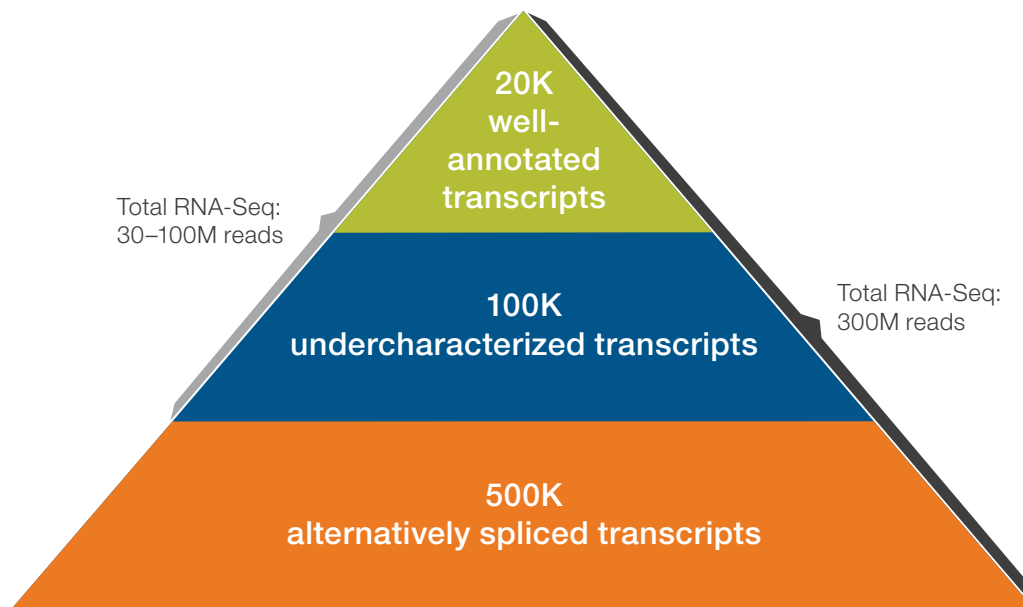 20K
well-
annotated
transcripts
Total RNA-Seq:
30–100M reads
100K
undercharacterized transcripts
Total RNA-Seq:
300M reads
500K
alternatively spliced transcripts